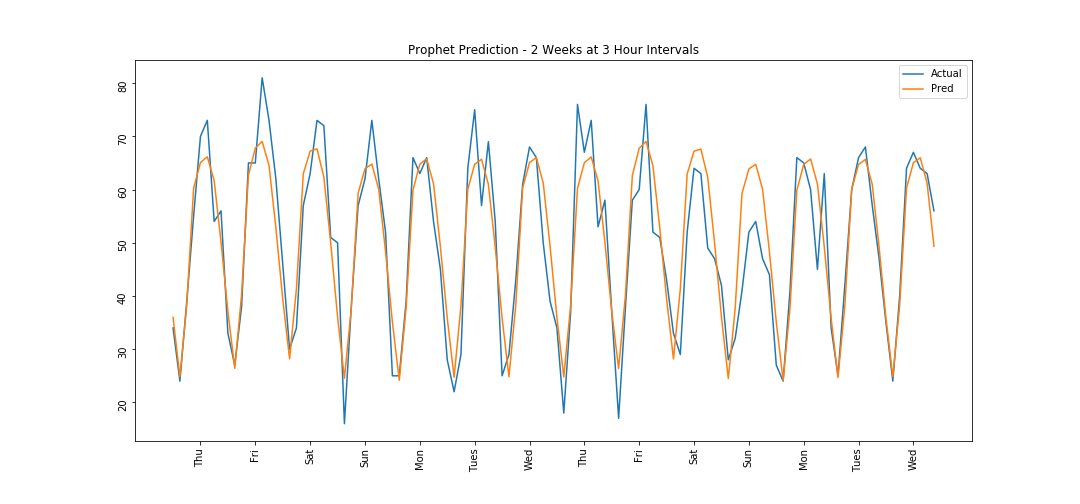 Prophet Prediction - 2 Weeks at 3 Hour Intervals
Actual
Pred
80
70
60
50
40
30
20
Thu
Fri
Sat
Sun
Mon
Tues
Wed
Thu
Fri
Sat
Sun
Mon
Tues
Wed